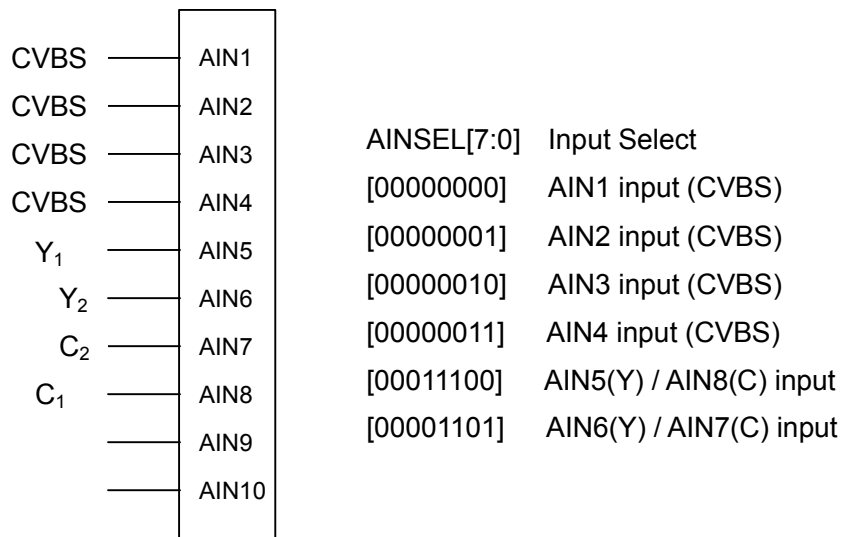 CVBS AIN1
CVBS AIN2
CVBS AIN3
CVBS AIN4
Y₁ AIN5
Y₂ AIN6
C₂ AIN7
C₁ AIN8
AIN9
AIN10
AINSEL[7:0] Input Select
[00000000] AIN1 input (CVBS)
[00000001] AIN2 input (CVBS)
[00000010] AIN3 input (CVBS)
[00000011] AIN4 input (CVBS)
[00011100] AIN5(Y) / AIN8(C) input
[00001101] AIN6(Y) / AIN7(C) input